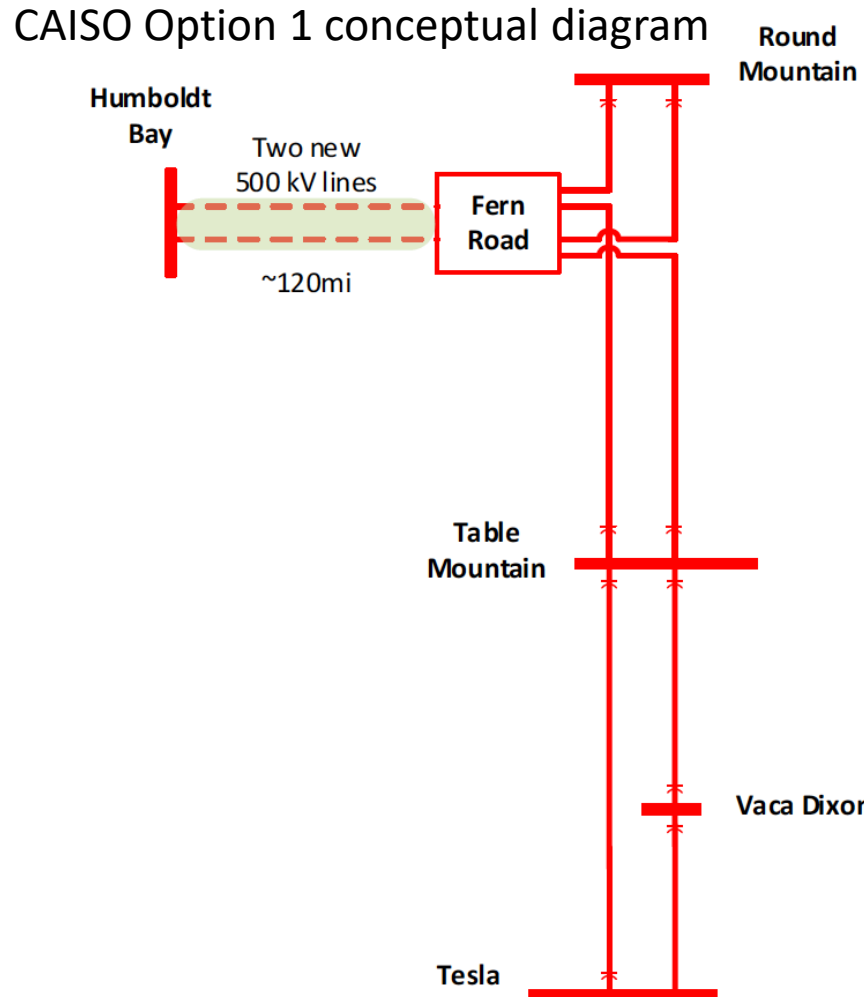 CAISO Option 1 conceptual diagram
Round
Mountain
Humboldt
Bay
Two new
500 kV lines
Fern
Road
~120mi
Table
Mountain
Vaca Dixon
Tesla